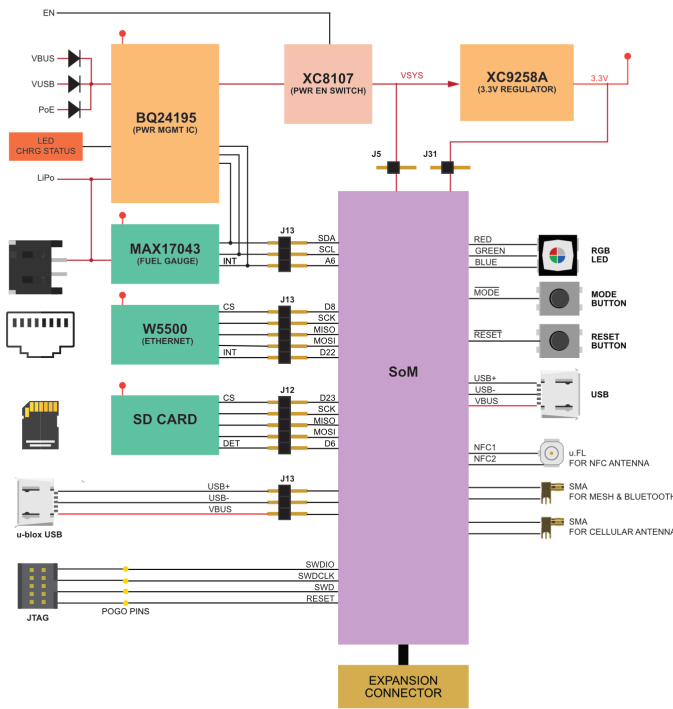 EN
VBUS
VUSB
PoE
BQ24195
(PWR MGMT IC)
XC8107
(PWR EN SWITCH)
VSYS
XC9258A
(3.3V REGULATOR)
3.3V
LED
CHRG STATUS
LiPo
J5
J31
MAX17043
(FUEL GAUGE)
INT
J13
SDA
SCL
A6
W5500
(ETHERNET)
CS
INT
J13
D8
SCK
MISO
MOSI
D22
SD CARD
CS
DET
J12
D23
SCK
MISO
MOSI
D6
u-blox USB
USB+
USB-
VBUS
J13
JTAG
POGO PINS
SWDIO
SWDCLK
SWD
RESET
SoM
RED
GREEN
BLUE
RGB
LED
MODE
MODE
BUTTON
RESET
RESET
BUTTON
USB+
USB-
VBUS
USB
NFC1
NFC2
u.FL
FOR NFC ANTENNA
SMA
FOR MESH & BLUETOOTH
SMA
FOR CELLULAR ANTENNA
EXPANSION
CONNECTOR